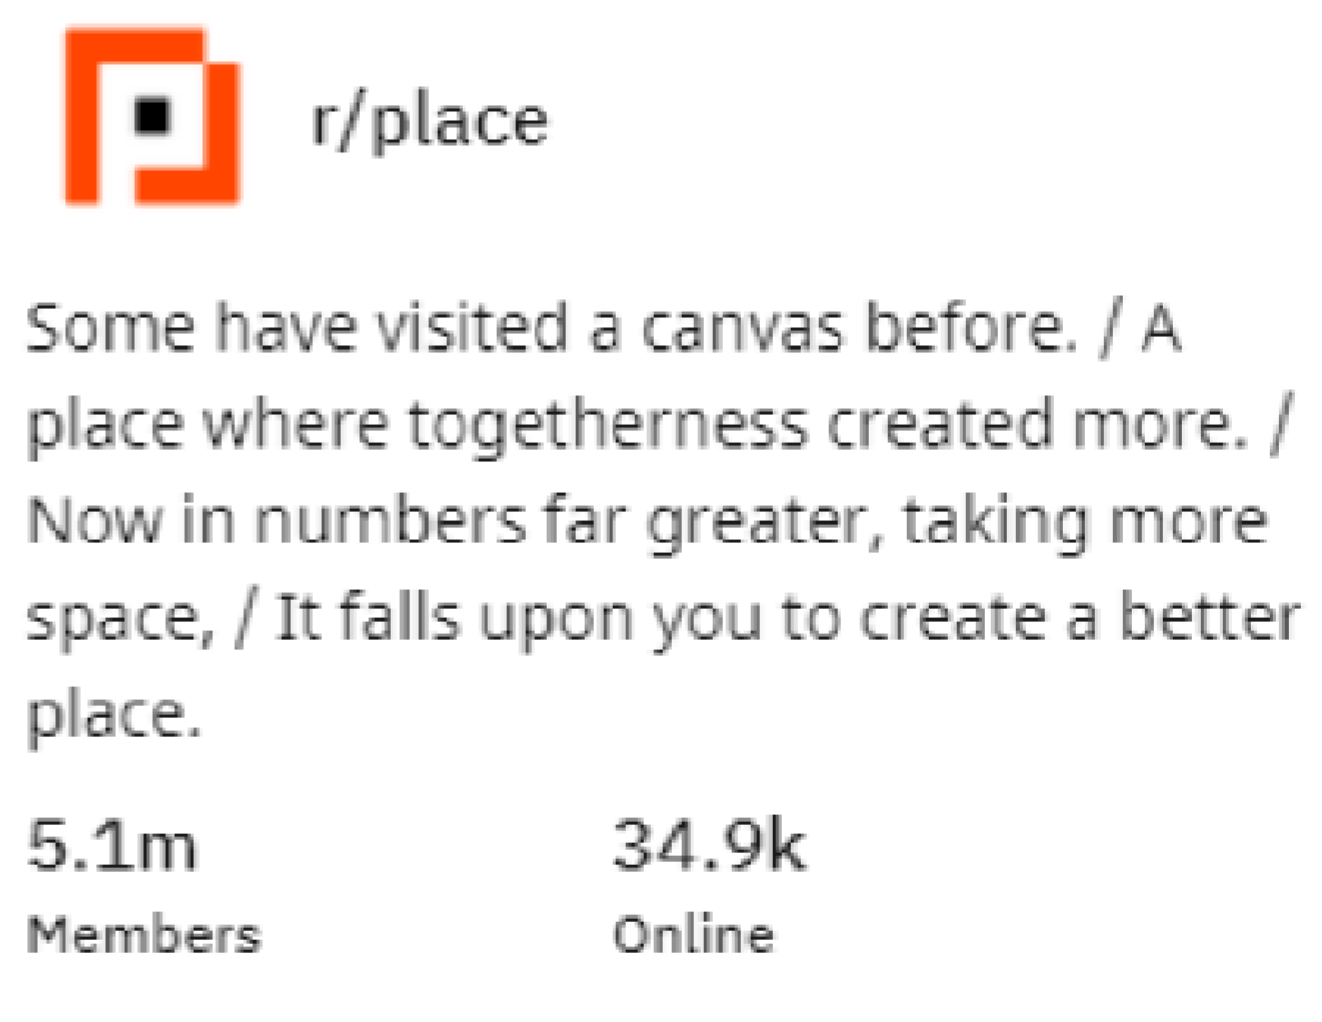 r/place
Some have visited a canvas before. / A
place where togetherness created more. /
Now in numbers far greater, taking more
space, / It falls upon you to create a better
place.
5.1m 34.9k
Members Online